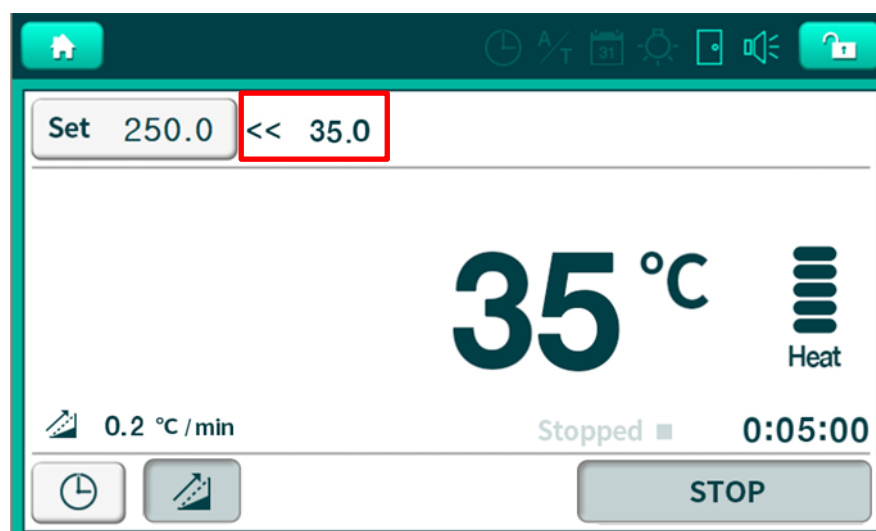 A/T 31
Set 250.0 << 35.0
35 °C
Heat
0.2 °C / min Stopped 0:05:00
STOP